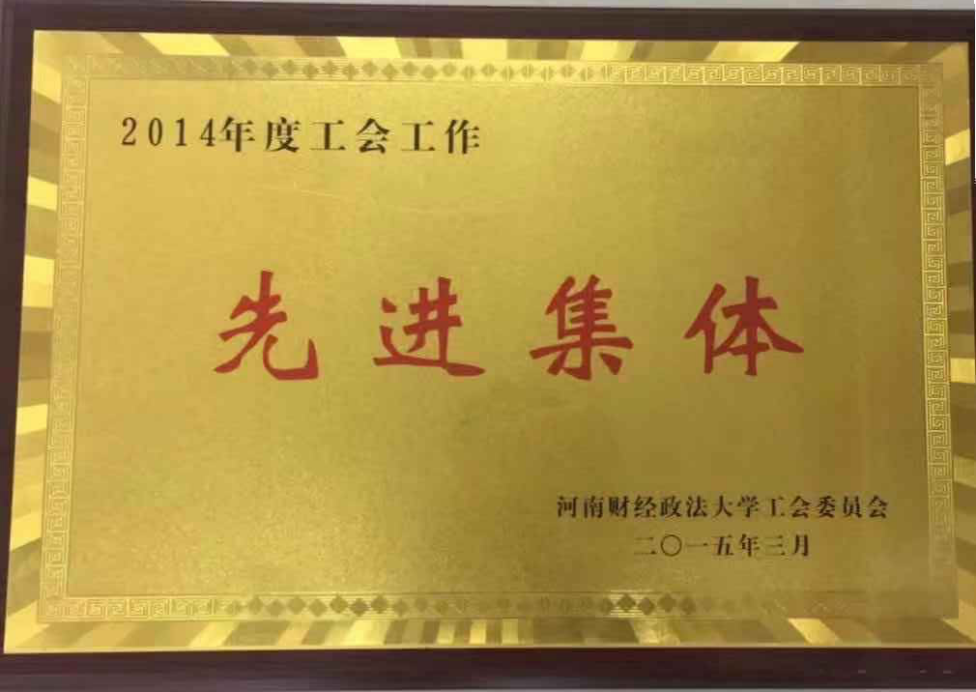 2014年度工会工作
先进集体
河南财经政法大学工会委员会
二〇一五年三月